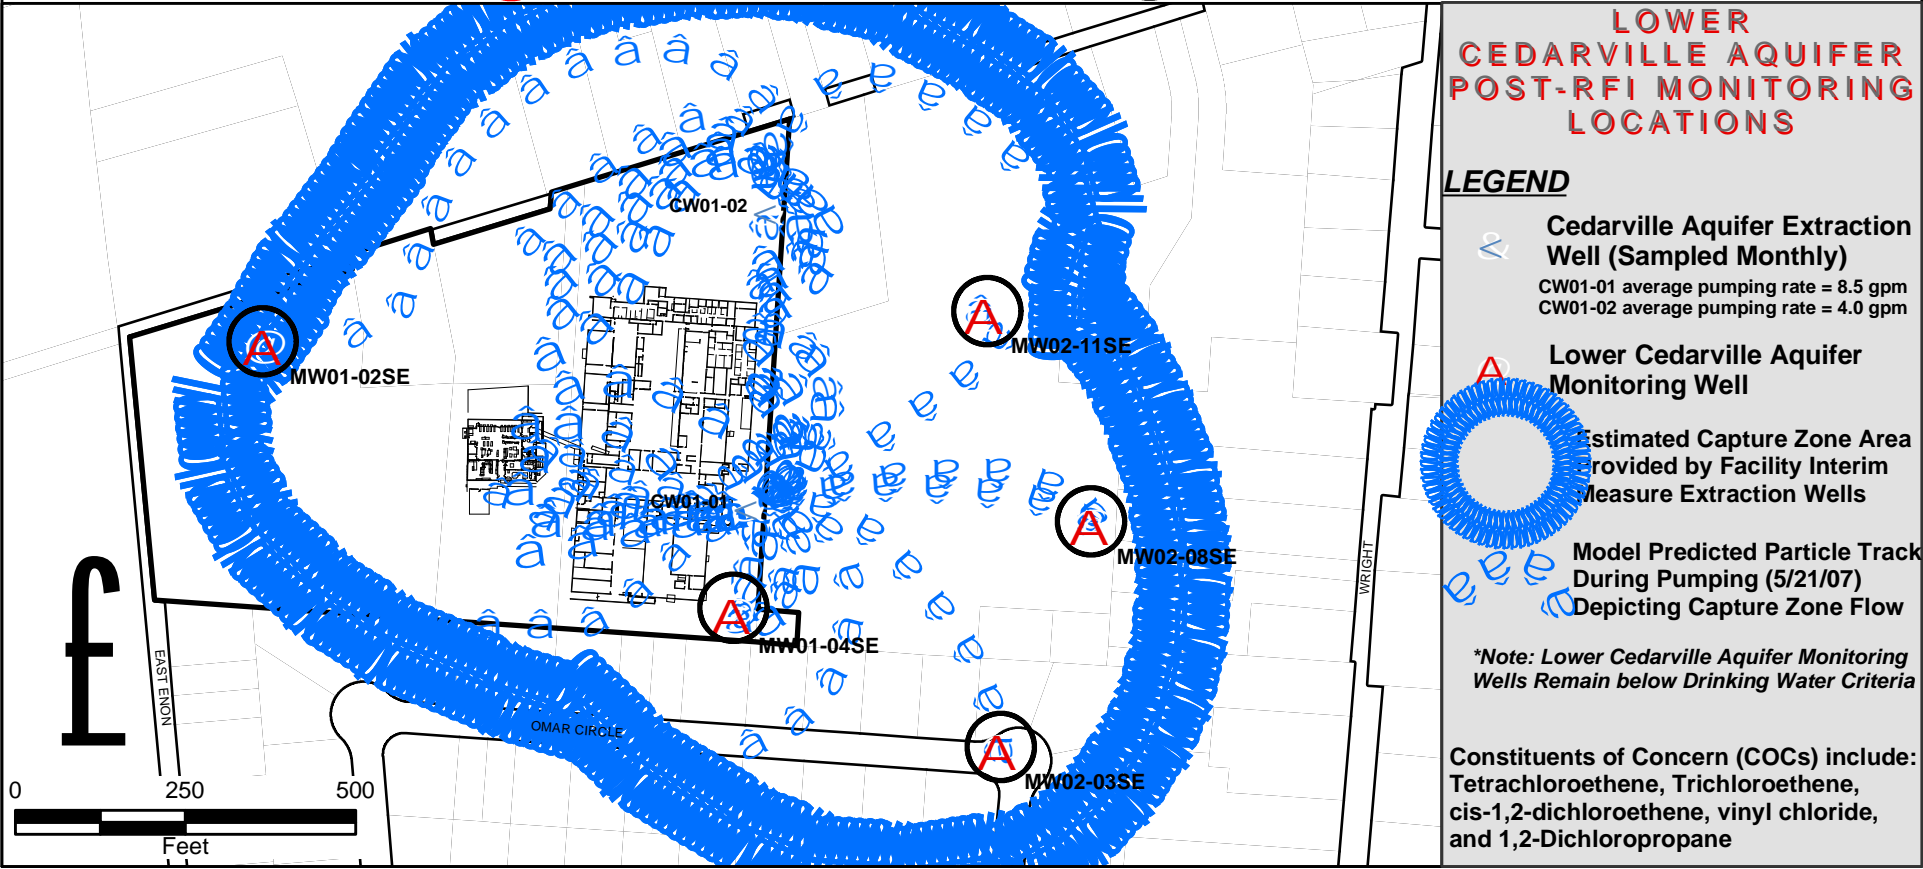 LOWER
CEDARVILLE AQUIFER
POST-RFI MONITORING
LOCATIONS
LEGEND
Cedarville Aquifer Extraction
Well (Sampled Monthly)
CW01-01 average pumping rate = 8.5 gpm
CW01-02 average pumping rate = 4.0 gpm
Lower Cedarville Aquifer
Monitoring Well
Estimated Capture Zone Area
Provided by Facility Interim
Measure Extraction Wells
Model Predicted Particle Track
During Pumping (5/21/07)
Depicting Capture Zone Flow
*Note: Lower Cedarville Aquifer Monitoring
Wells Remain below Drinking Water Criteria
Constituents of Concern (COCs) include:
Tetrachloroethene, Trichloroethene,
cis-1,2-dichloroethene, vinyl chloride,
and 1,2-Dichloropropane
CW01-02
MW02-11SE
MW01-02SE
CW01-01
MW02-08SE
MW01-04SE
MW02-03SE
WRIGHT
EAST ENON
OMAR CIRCLE
£
0 250 500
Feet